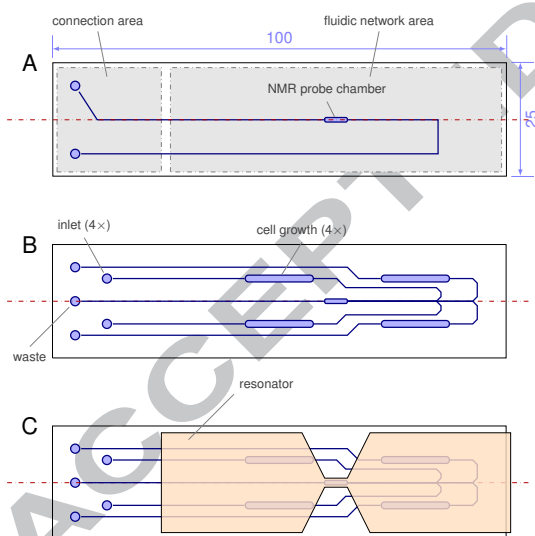 connection area
fluidic network area
100
A
NMR probe chamber
25
B
inlet (4×)
cell growth (4×)
waste
resonator
C
ACCEPTED